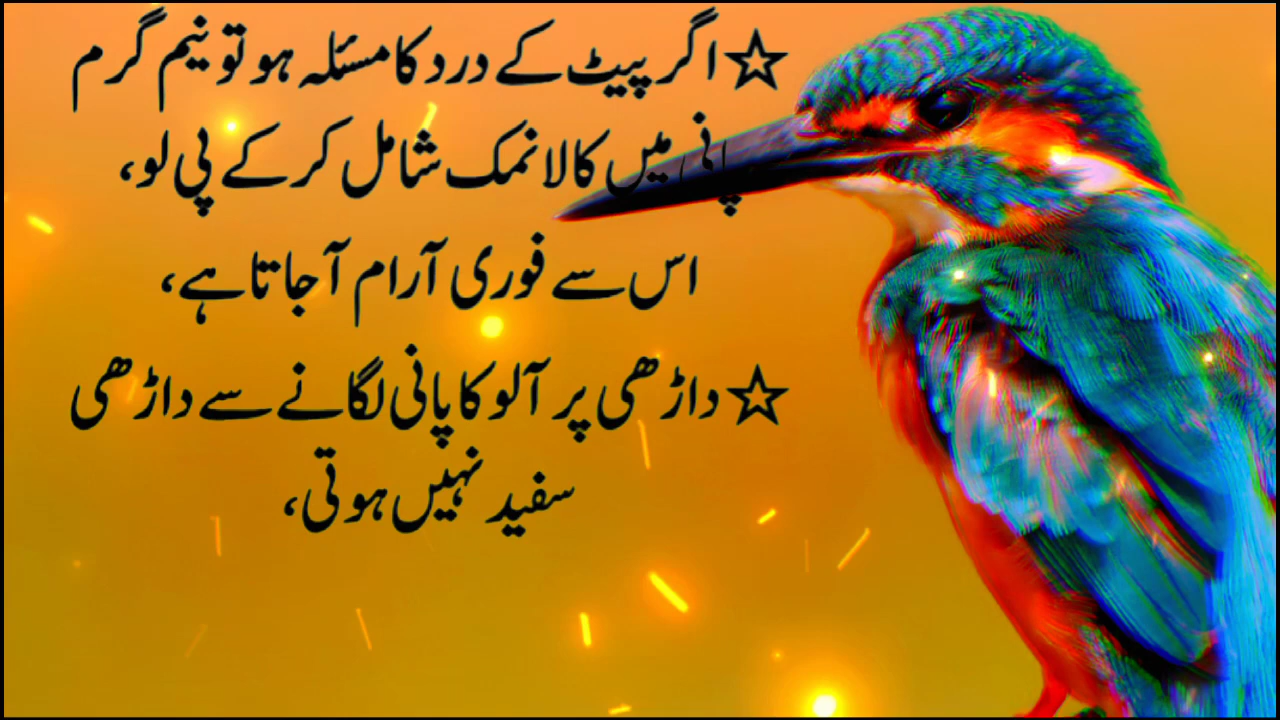 ☆اگر پیٹ کے درد کا مسئلہ ہو تو نیم گرم
پانی میں کالا نمک شامل کر کے پی لو،
اس سے فوری آرام آ جاتا ہے،
☆داڑھی پر آلو کا پانی لگانے سے داڑھی
سفید نہیں ہوتی،